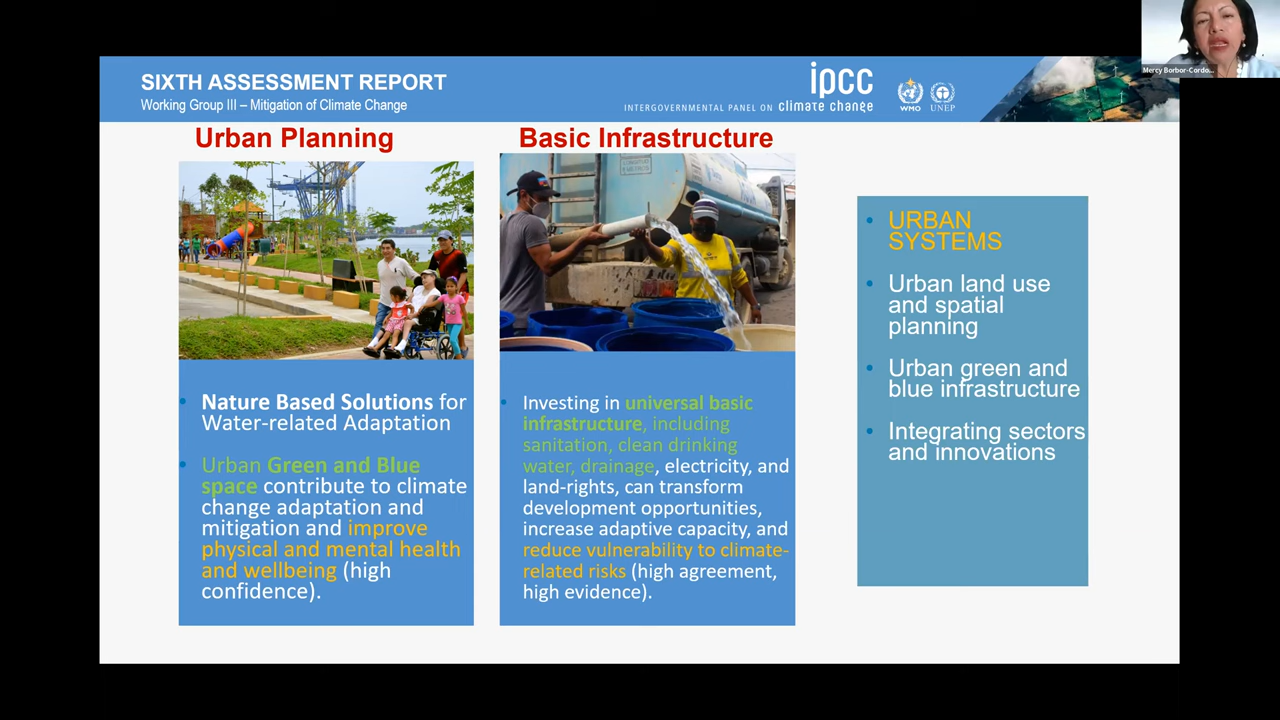 SIXTH ASSESSMENT REPORT
Working Group III – Mitigation of Climate Change
ipcc
INTERGOVERNMENTAL PANEL ON climate change
WMO
UNEP
Mercy Borbor-Cordo...
Urban Planning
• Nature Based Solutions for
Water-related Adaptation
• Urban Green and Blue
space contribute to climate
change adaptation and
mitigation and improve
physical and mental health
and wellbeing (high
confidence).
Basic Infrastructure
• Investing in universal basic
infrastructure, including
sanitation, clean drinking
water, drainage, electricity, and
land-rights, can transform
development opportunities,
increase adaptive capacity, and
reduce vulnerability to climate-
related risks (high agreement,
high evidence).
• URBAN
SYSTEMS
• Urban land use
and spatial
planning
• Urban green and
blue infrastructure
• Integrating sectors
and innovations